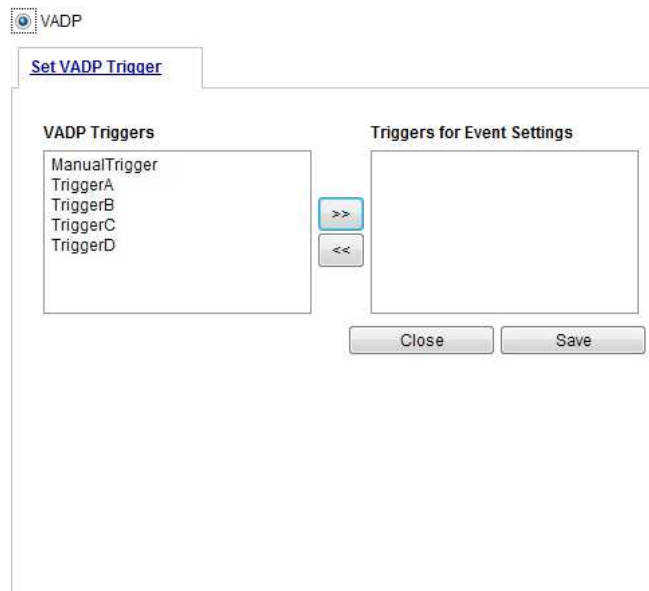 VADP
Set VADP Trigger
VADP Triggers
Triggers for Event Settings
ManualTrigger
TriggerA
TriggerB
TriggerC
TriggerD
>>
<<
Close
Save